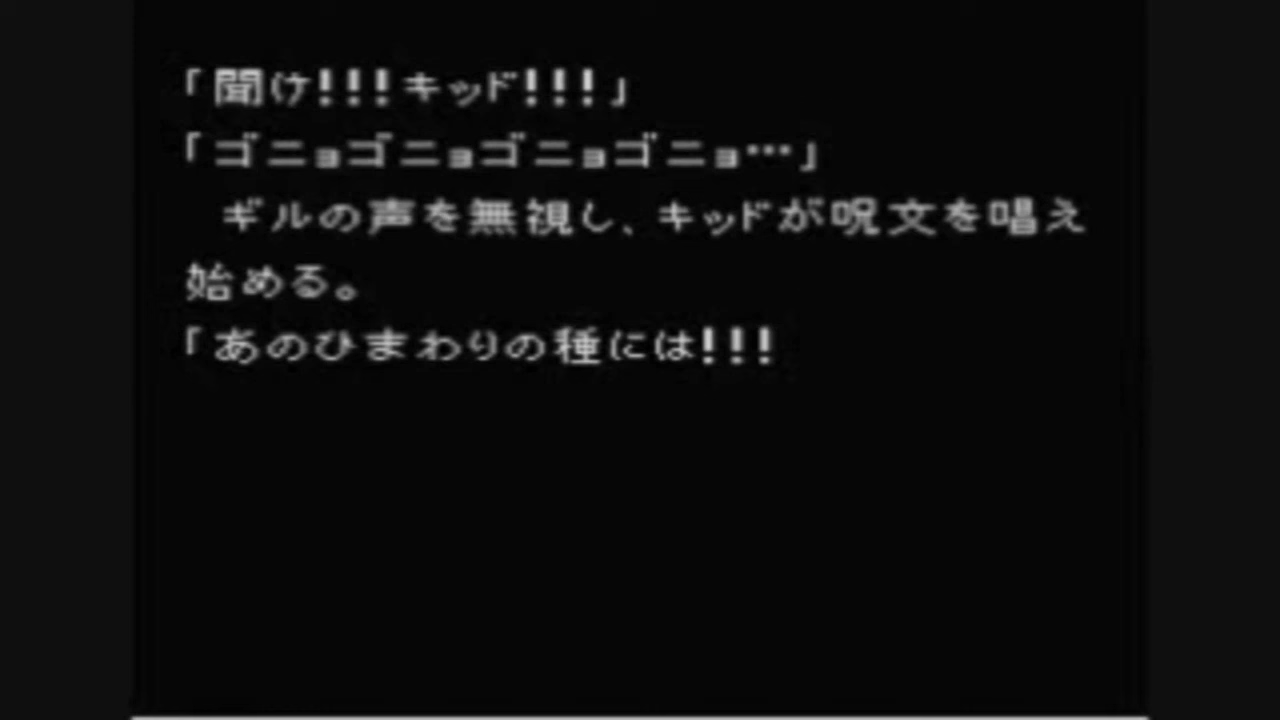 「聞け!!!キッド!!!」
「ゴニョゴニョゴニョゴニョ…」
　ギルの声を無視し、キッドが呪文を唱え
始める。
「あのひまわりの種には!!!